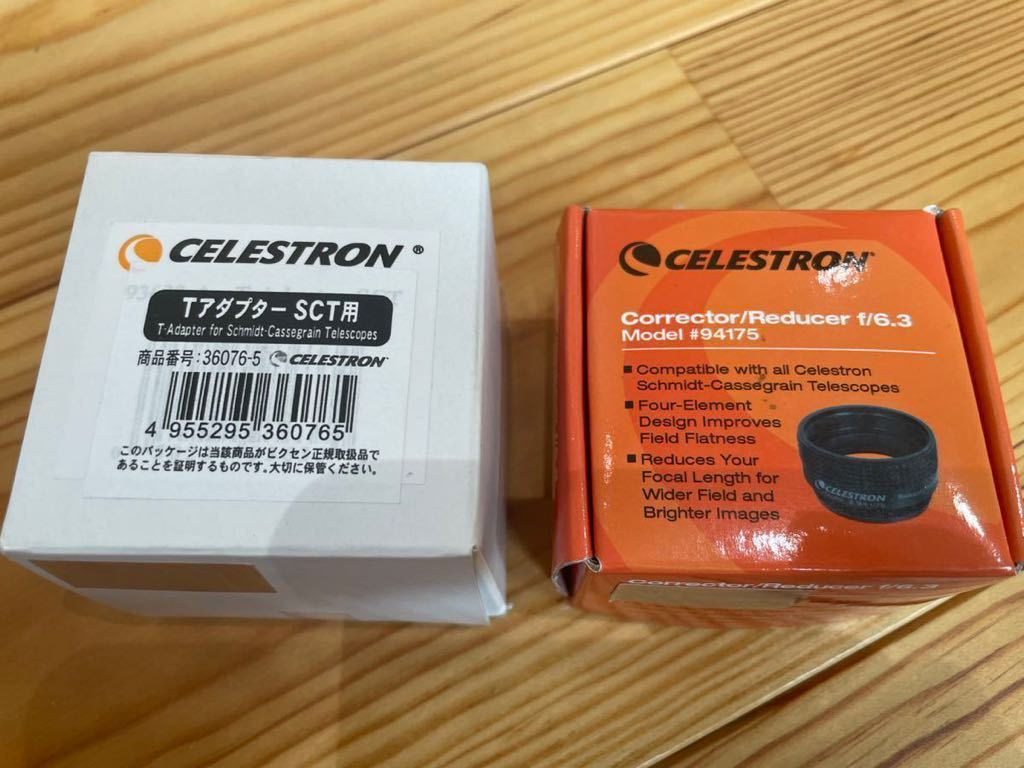 CELESTRON®
Tアダプター SCT用
T-Adapter for Schmidt-Cassegrain Telescopes
商品番号:36076-5 CELESTRON
4 955295 360765
このパッケージは当該商品がビクセン正規取扱品で
あることを証明するものです。大切に保管ください。
CELESTRON
Corrector/Reducer f/6.3
Model #94175
■ Compatible with all Celestron
Schmidt-Cassegrain Telescopes
■ Four-Element
Design Improves
Field Flatness
■ Reduces Your
Focal Length for
Wider Field and
Brighter Images
CELESTRON
Corrector/Reducer f/6.3